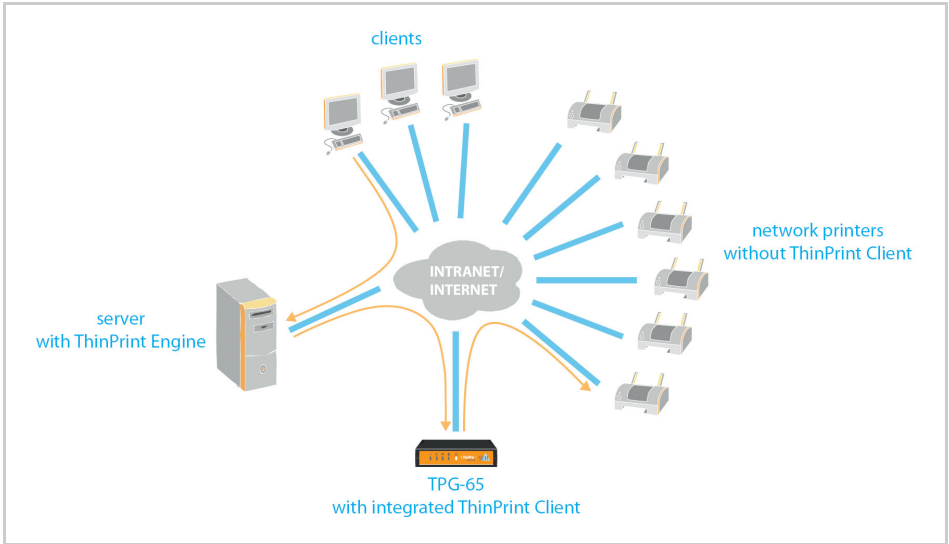 clients
network printers
without ThinPrint Client
INTRANET/
INTERNET
server
with ThinPrint Engine
TPG-65
with integrated ThinPrint Client